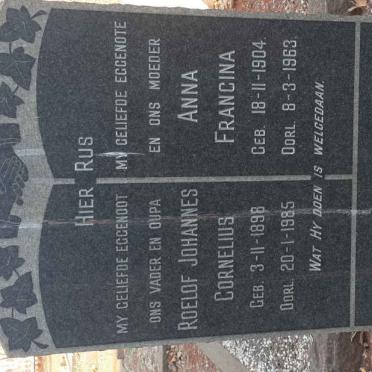 HIER RUS
MY GELIEFDE EGGENOOT
ONS VADER EN OUPA
ROELOF JOHANNES
CORNELIUS
GEB. 3-11-1898
OORL. 20-1-1985
MY GELIEFDE EGGENOTE
EN ONS MOEDER
ANNA
FRANCINA
GEB. 18-11-1904.
OORL. 8-3-1963.
WAT HY DOEN IS WELGEDAAN.